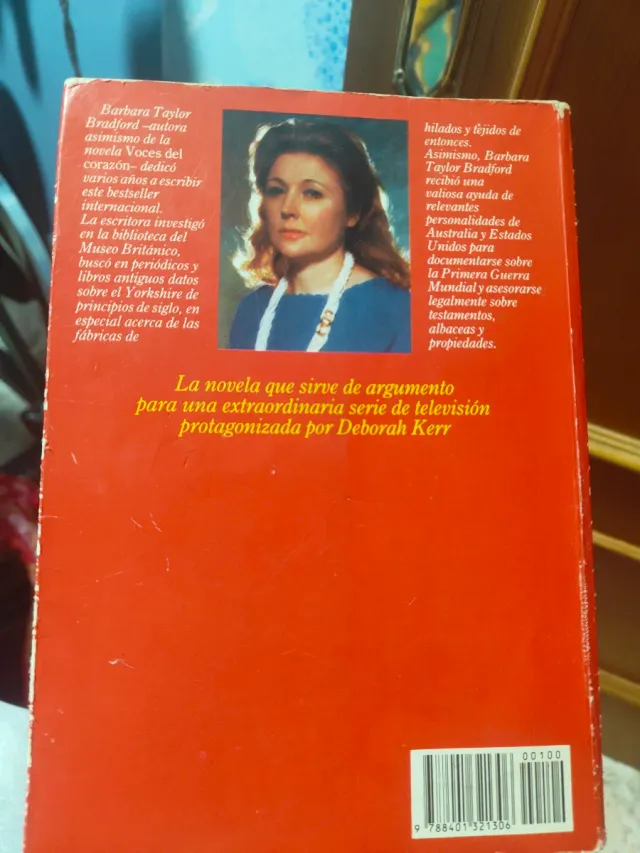 Barbara Taylor
Bradford –autora
asimismo de la
novela Voces del
corazón– dedicó
varios años a escribir
este bestseller
internacional.
La escritora investigó
en la biblioteca del
Museo Británico,
buscó en periódicos y
libros antiguos datos
sobre el Yorkshire de
principios de siglo, en
especial acerca de las
fábricas de
hilados y tejidos de
entonces.
Asimismo, Barbara
Taylor Bradford
recibió una
valiosa ayuda de
relevantes
personalidades de
Australia y Estados
Unidos para
documentarse sobre
la Primera Guerra
Mundial y asesorarse
legalmente sobre
testamentos,
albaceas y
propiedades.
La novela que sirve de argumento
para una extraordinaria serie de televisión
protagonizada por Deborah Kerr
00100
9 788401 321306